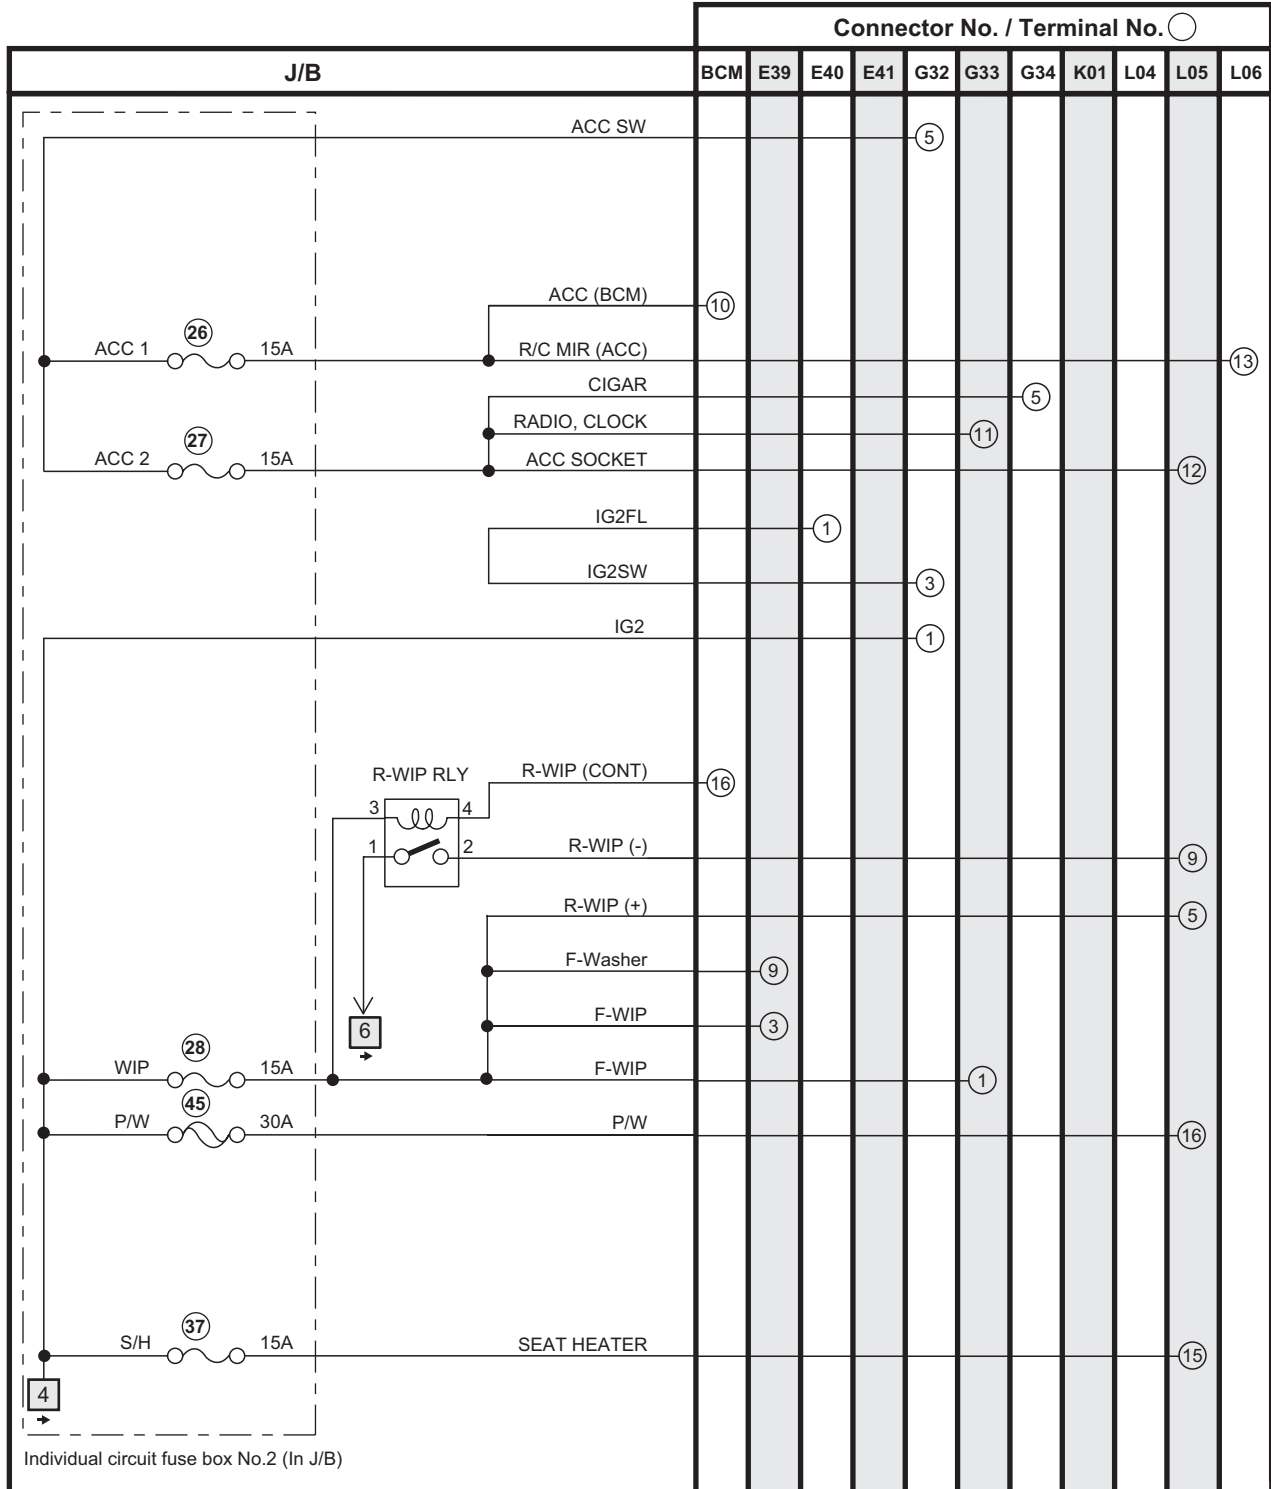 Connector No. / Terminal No.
J/B BCM E39 E40 E41 G32 G33 G34 K01 L04 L05 L06
ACC SW 5
ACC (BCM) 10
26
ACC 1 15A R/C MIR (ACC) 13
CIGAR 5
RADIO, CLOCK 11
27
ACC 2 15A ACC SOCKET 12
IG2FL 1
IG2SW 3
IG2 1
R-WIP RLY R-WIP (CONT) 16
3 4
1 2 R-WIP (-) 9
R-WIP (+) 5
F-Washer 9
F-WIP 3
6
28
WIP 15A F-WIP 1
45
P/W 30A P/W 16
37
S/H 15A SEAT HEATER 15
4
Individual circuit fuse box No.2 (In J/B)